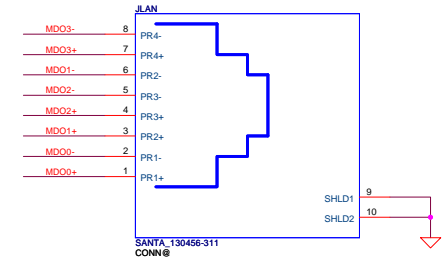 JLAN
MDO3- 8 PR4-
MDO3+ 7 PR4+
MDO1- 6 PR2-
MDO2- 5 PR3-
MDO2+ 4 PR3+
MDO1+ 3 PR2+
MDO0- 2 PR1-
MDO0+ 1 PR1+
SHLD1 9
SHLD2 10
SANTA_130456-311
CONN@